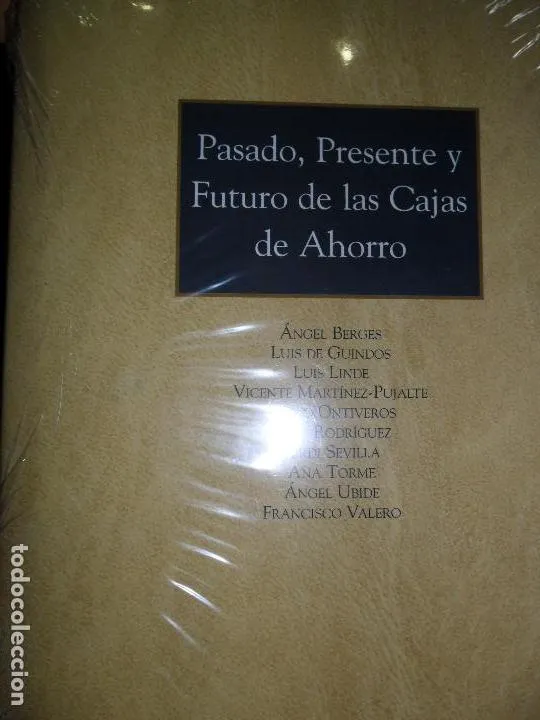 Pasado, Presente y
Futuro de las Cajas
de Ahorro
ÁNGEL BERGES
LUIS DE GUINDOS
LUIS LINDE
VICENTE MARTÍNEZ-PUJALTE
ONTIVEROS
RODRÍGUEZ
SEVILLA
ANA TORME
ÁNGEL UBIDE
FRANCISCO VALERO
todocoleccion